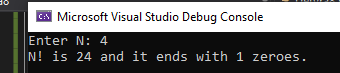 Microsoft Visual Studio Debug Console
Enter N: 4
N! is 24 and it ends with 1 zeroes.